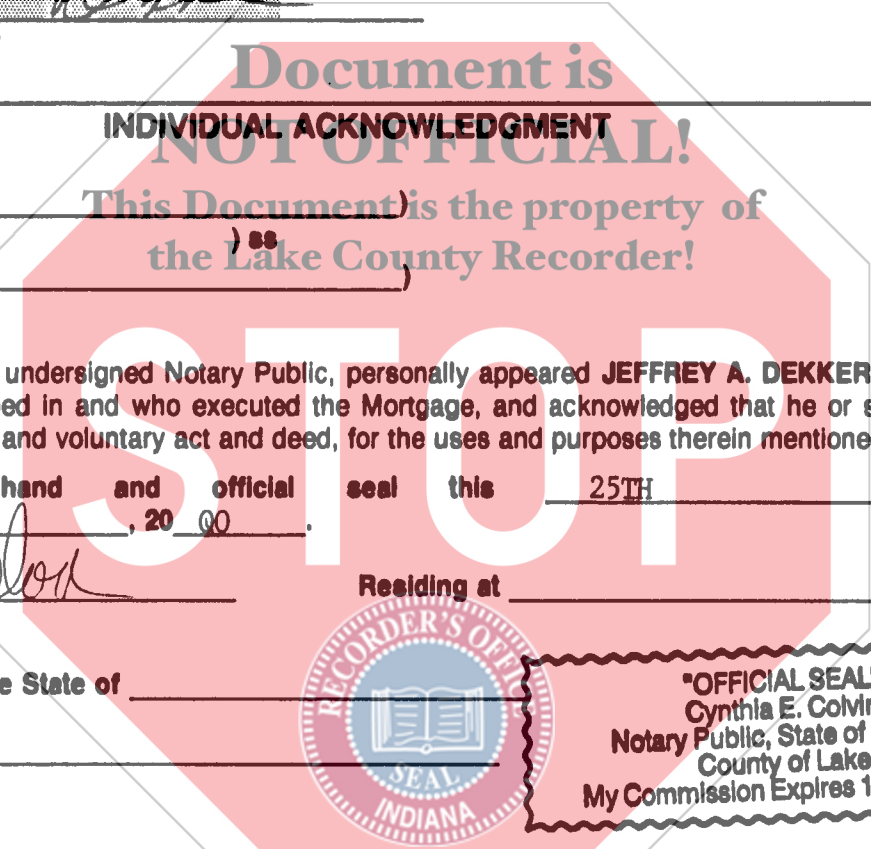 Document is
INDIVIDUAL ACKNOWLEDGMENT
NOT OFFICIAL!
This Document is the property of
)
) ss
the Lake County Recorder!
)
STOP
undersigned Notary Public, personally appeared JEFFREY A. DEKKER
ed in and who executed the Mortgage, and acknowledged that he or s
and voluntary act and deed, for the uses and purposes therein mentione
hand and official seal this 25TH
, 20 00 .
Residing at
e State of
RECORDER'S OFFICE
SEAL
INDIANA
"OFFICIAL SEAL"
Cynthia E. Colvin
Notary Public, State of
County of Lake
My Commission Expires 1